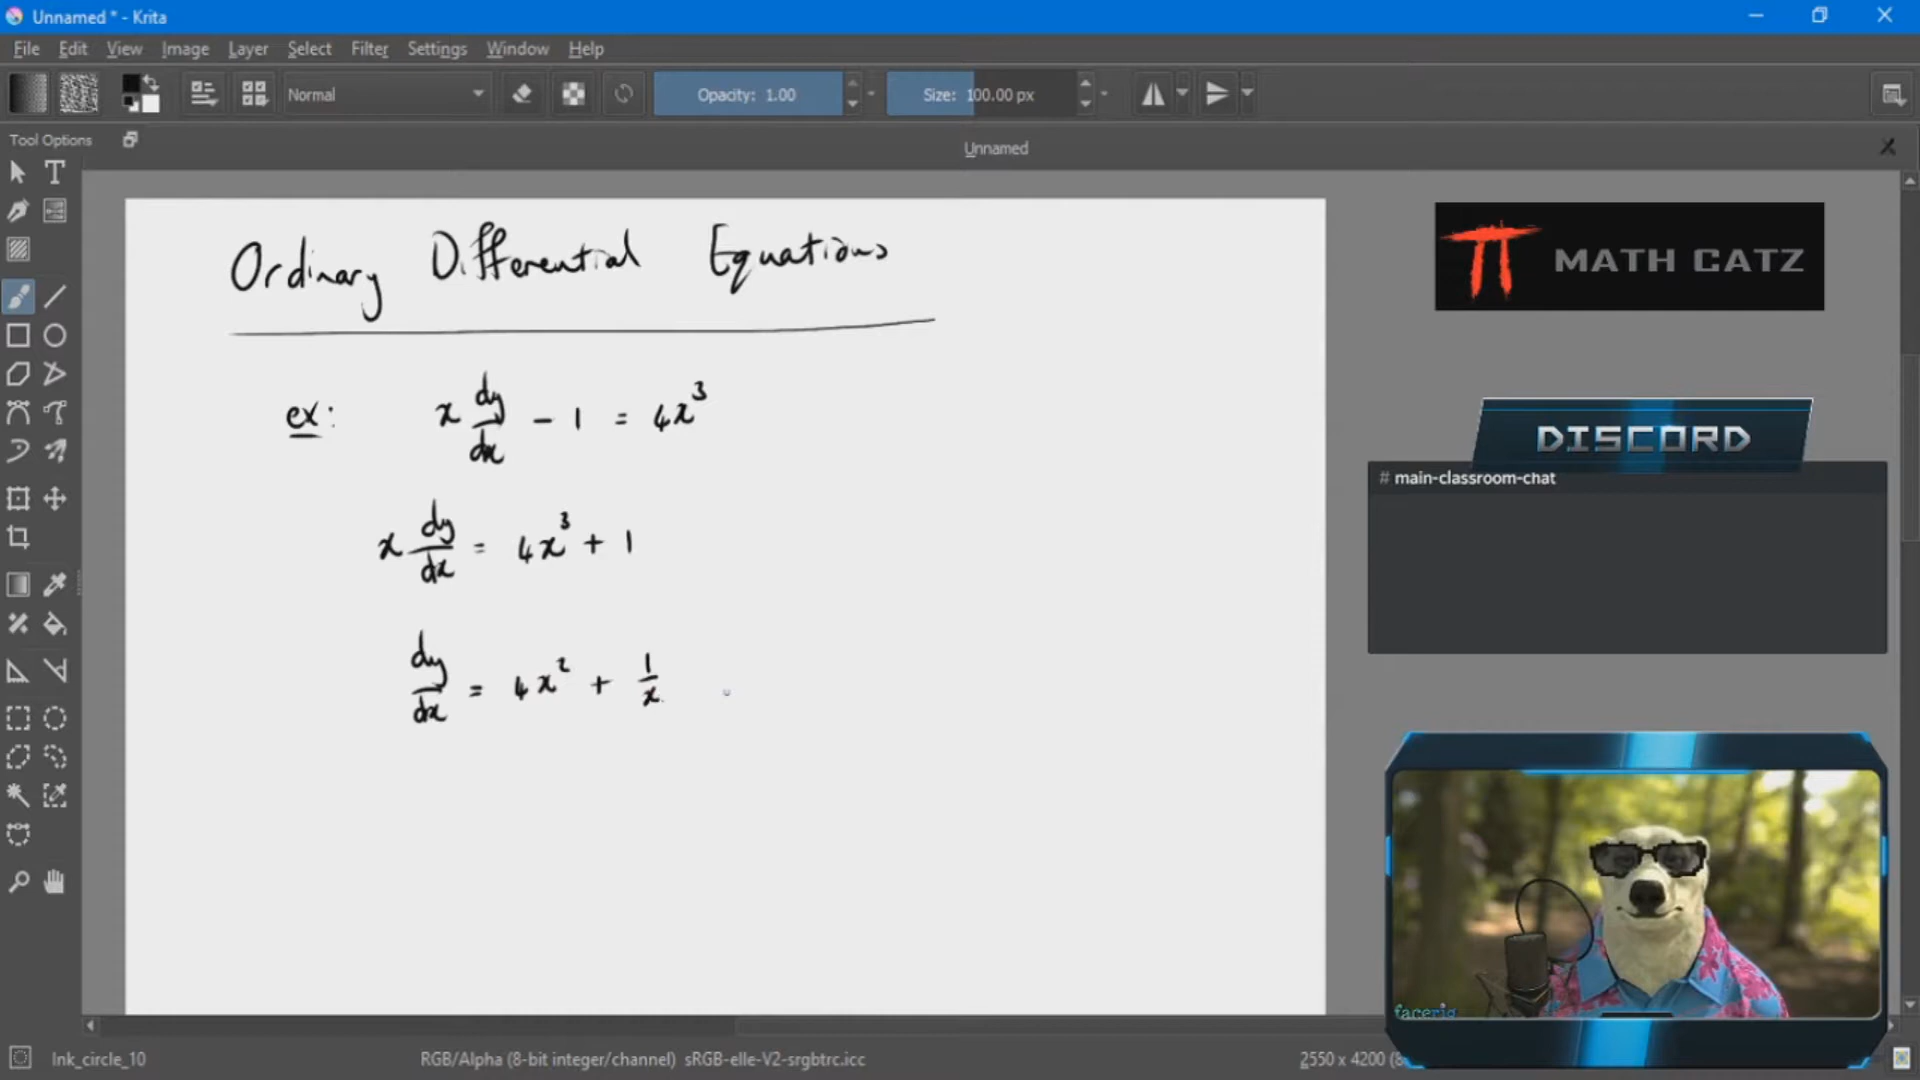 Unnamed * - Krita
File Edit View Image Layer Select Filter Settings Window Help
Normal Opacity: 1.00 Size: 100.00 px
Tool Options
Unnamed
Ordinary Differential Equations
ex: x dy/dx - 1 = 4x³
x dy/dx = 4x³ + 1
dy/dx = 4x² + 1/x
MATH CATZ
DISCORD
# main-classroom-chat
facerig
Ink_circle_10 RGB/Alpha (8-bit integer/channel) sRGB-elle-V2-srgbtrc.icc 2550 x 4200 (8